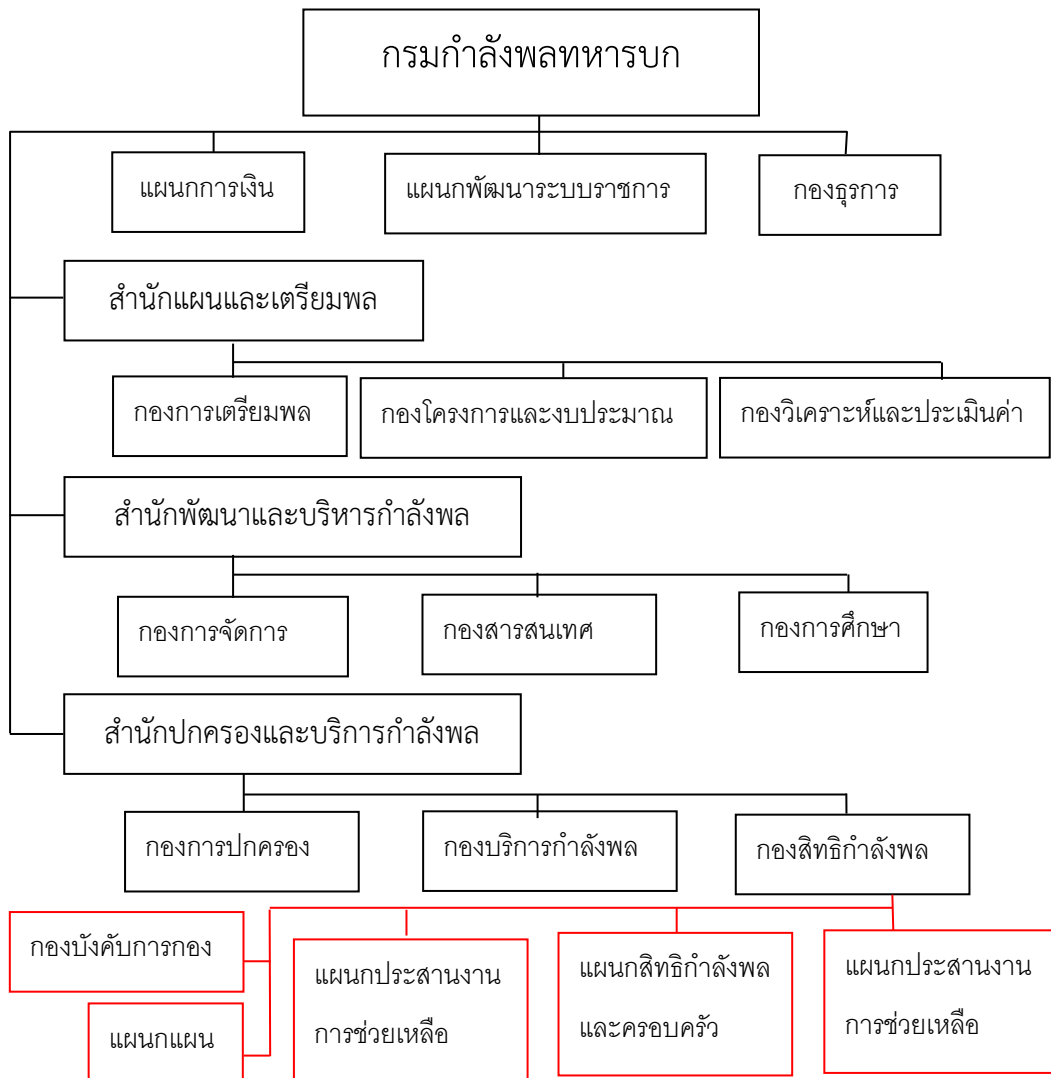 กรมกำลังพลทหารบก
แผนกการเงิน
แผนกพัฒนาระบบราชการ
กองธุรการ
สำนักแผนและเตรียมพล
กองการเตรียมพล
กองโครงการและงบประมาณ
กองวิเคราะห์และประเมินค่า
สำนักพัฒนาและบริหารกำลังพล
กองการจัดการ
กองสารสนเทศ
กองการศึกษา
สำนักปกครองและบริการกำลังพล
กองการปกครอง
กองบริการกำลังพล
กองสิทธิกำลังพล
กองบังคับการกอง
แผนกแผน
แผนกประสานงาน
การช่วยเหลือ
แผนกสิทธิกำลังพล
และครอบครัว
แผนกประสานงาน
การช่วยเหลือ